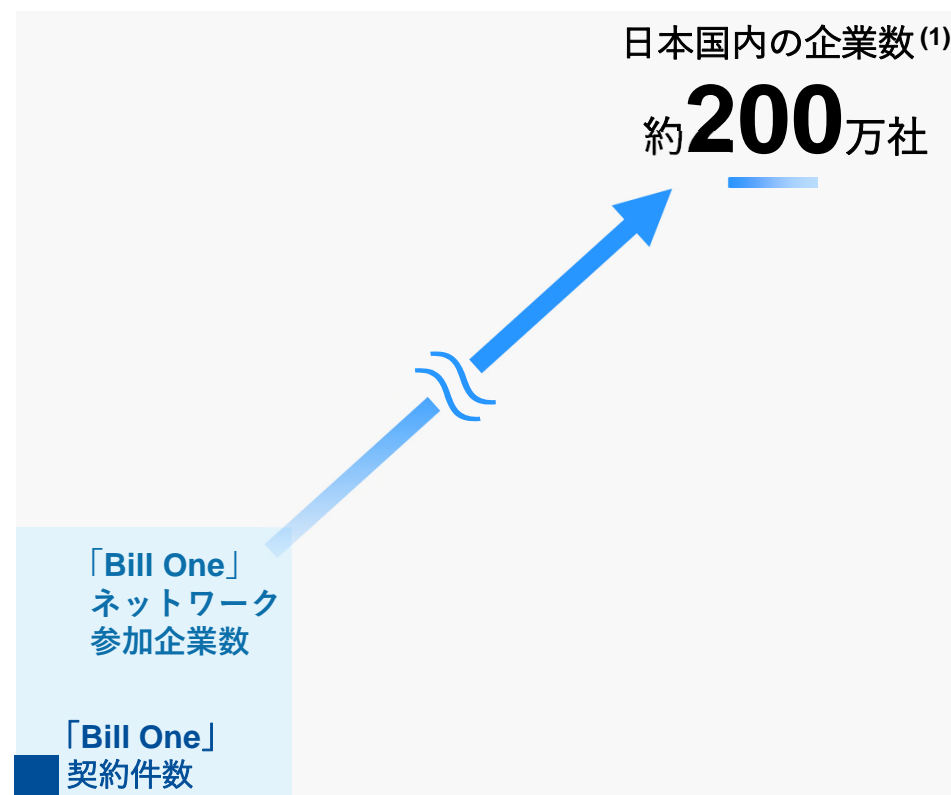 日本国内の企業数(1)
約200万社
「Bill One」
ネットワーク
参加企業数
「Bill One」
契約件数